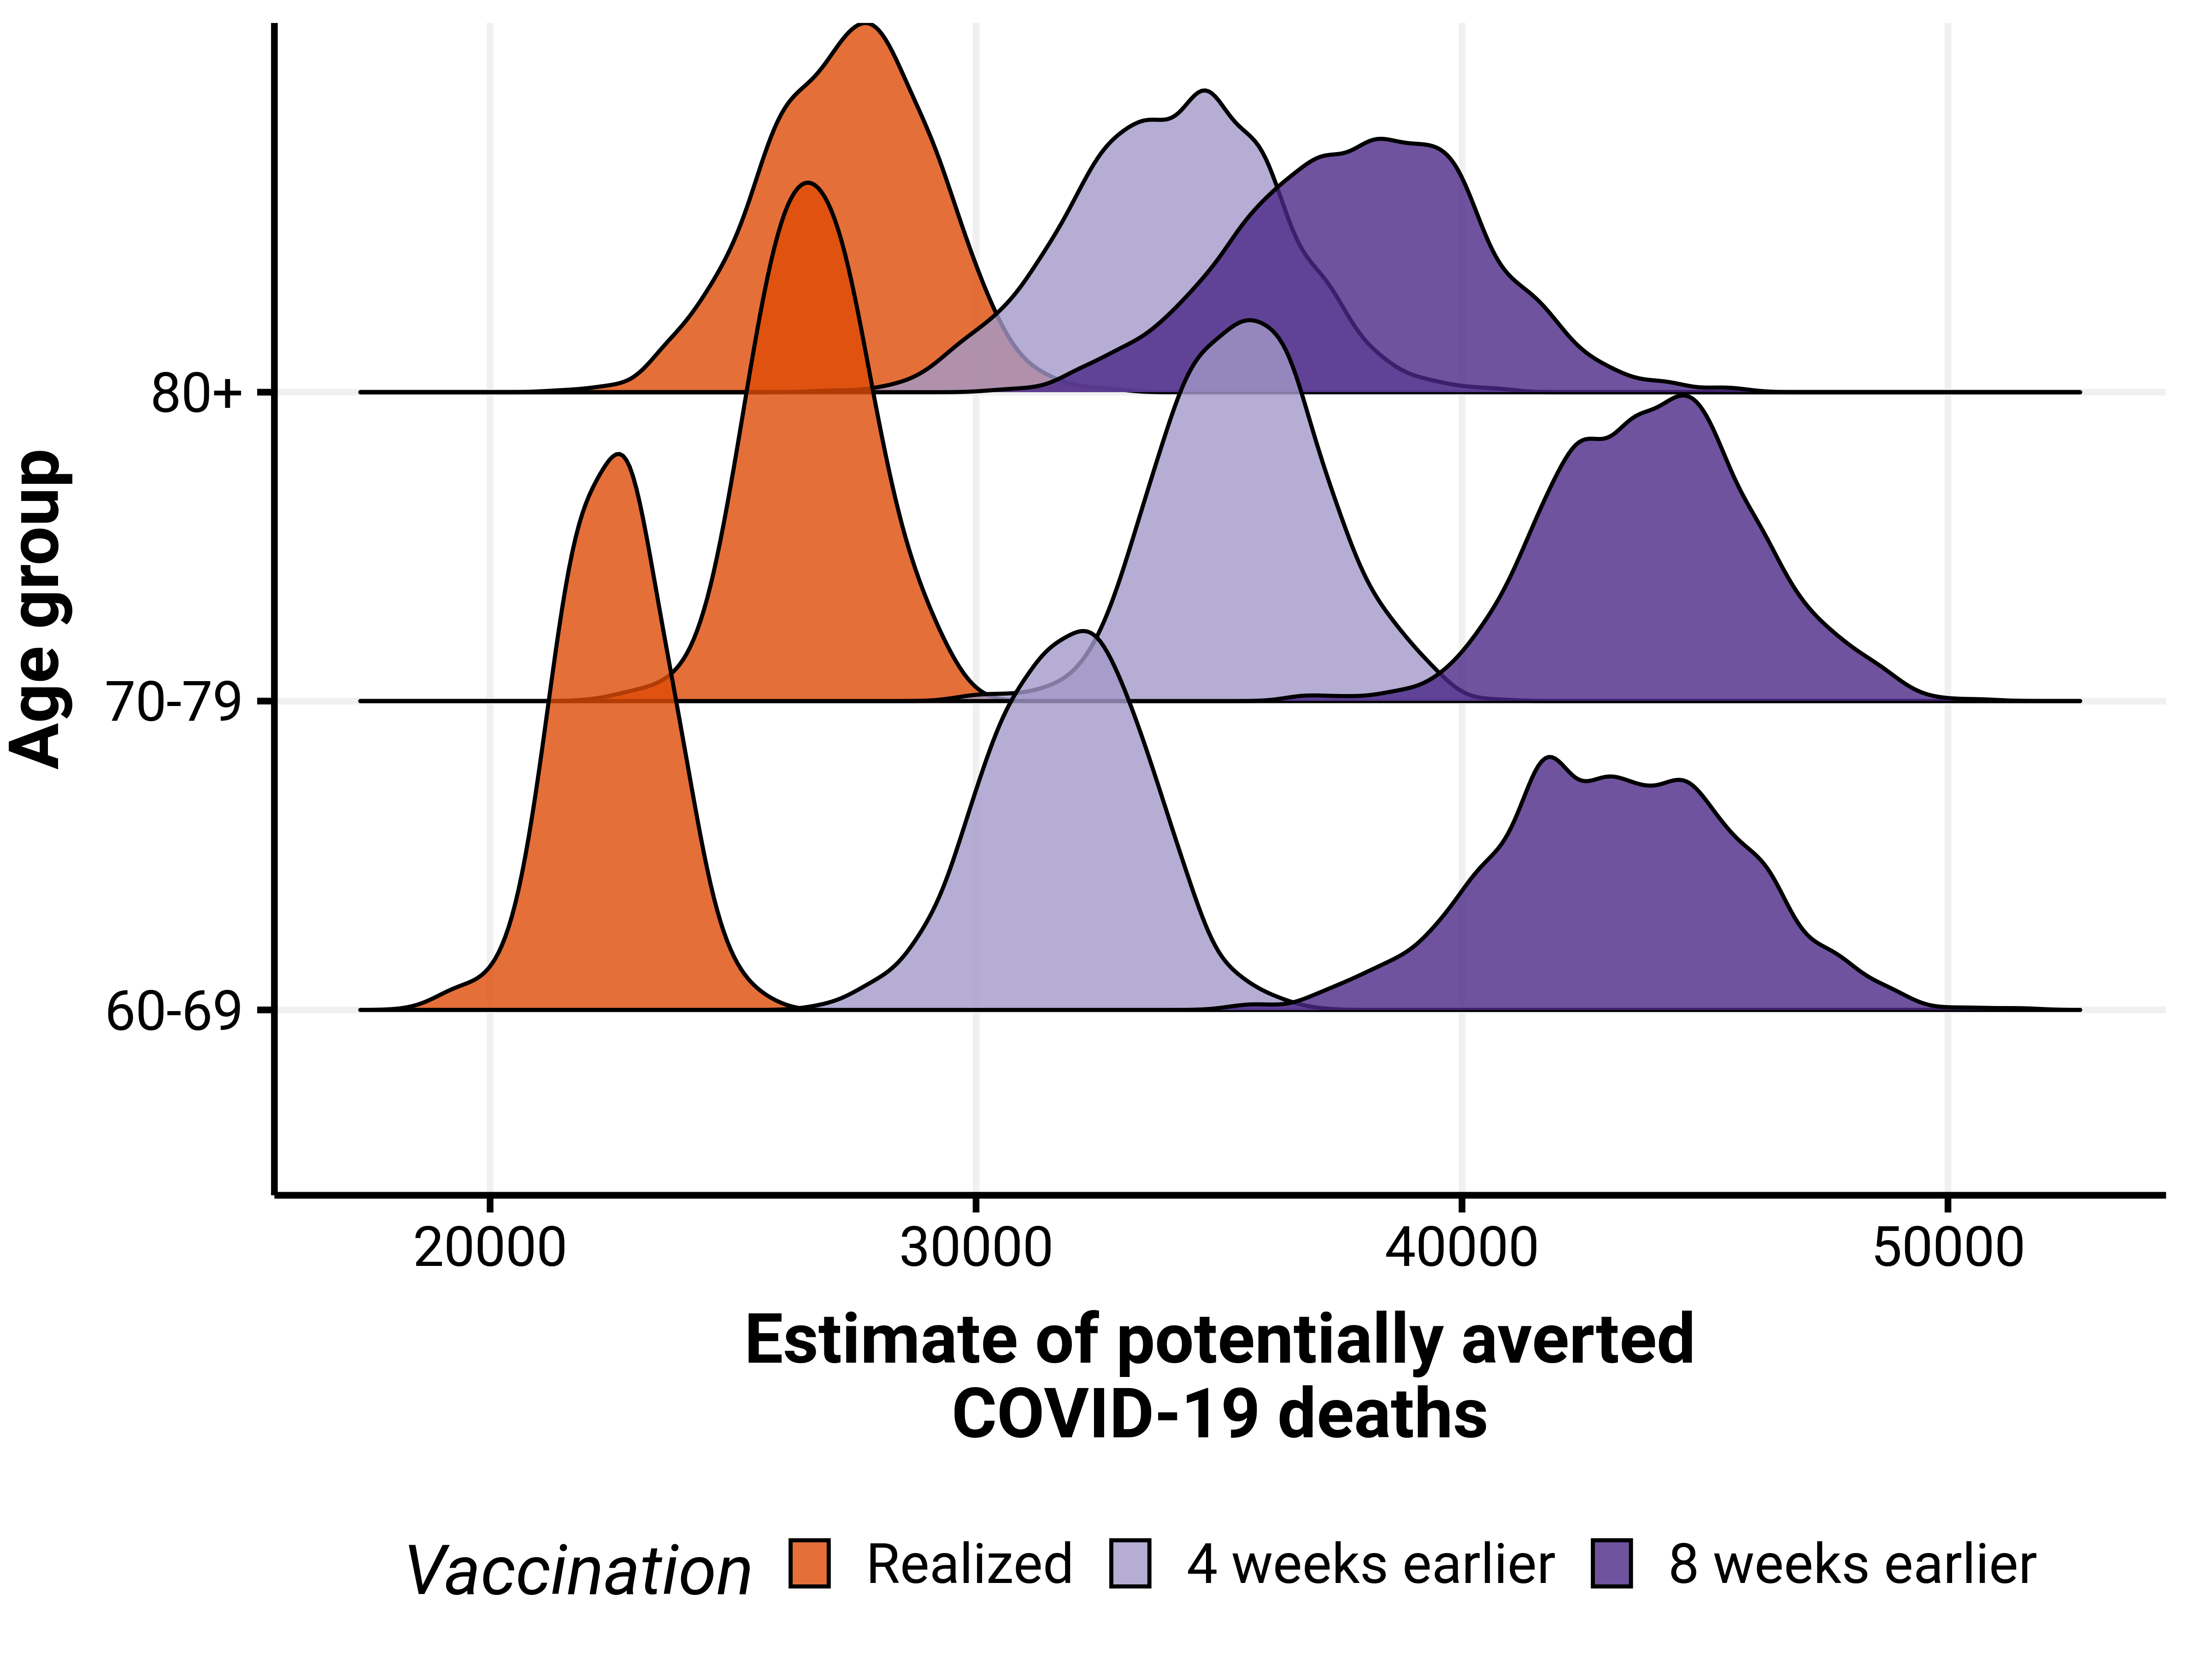 80+
70-79
60-69
Age group
20000 30000 40000 50000
Estimate of potentially averted
COVID-19 deaths
Vaccination Realized 4 weeks earlier 8 weeks earlier